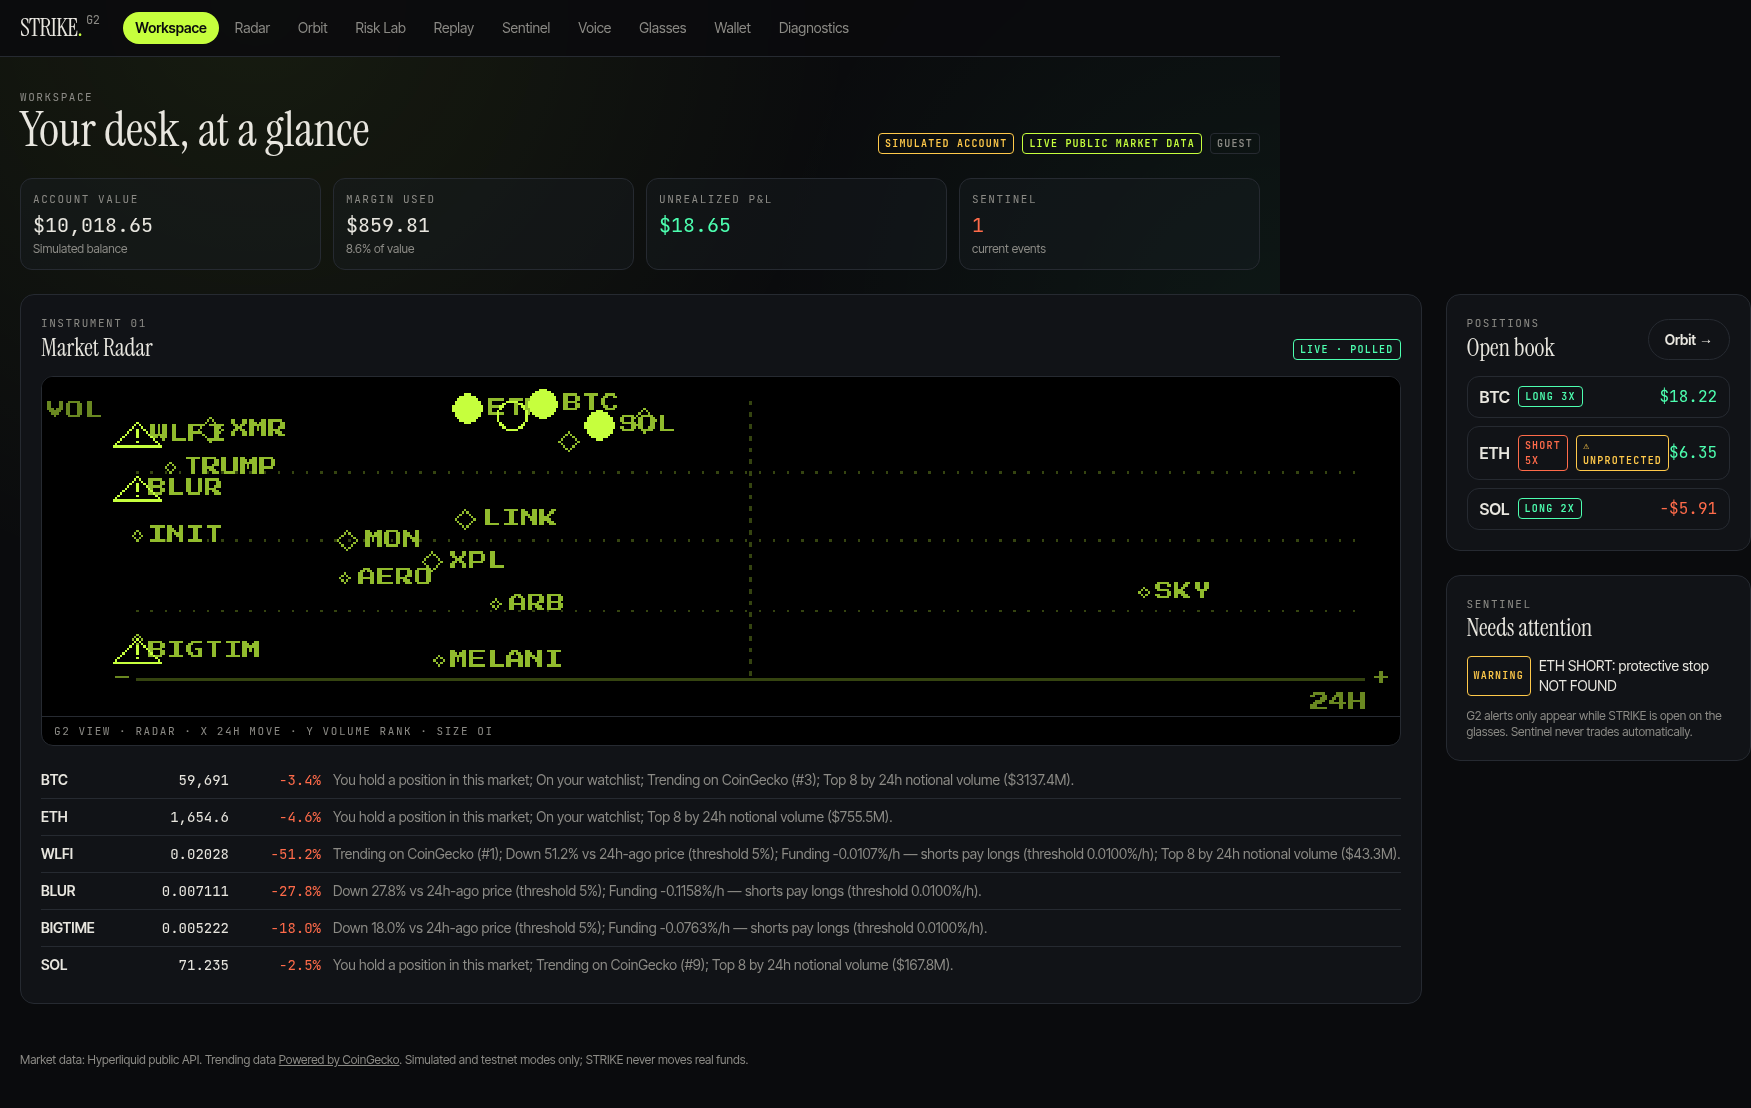 STRIKE. G2
Workspace
Radar
Orbit
Risk Lab
Replay
Sentinel
Voice
Glasses
Wallet
Diagnostics
WORKSPACE
Your desk, at a glance
SIMULATED ACCOUNT
LIVE PUBLIC MARKET DATA
GUEST
ACCOUNT VALUE
$10,018.65
Simulated balance
MARGIN USED
$859.81
8.6% of value
UNREALIZED P&L
$18.65
SENTINEL
1
current events
INSTRUMENT 01
Market Radar
LIVE · POLLED
VOL
ETH
BTC
SOL
WLFI
XMR
TRUMP
BLUR
INIT
LINK
MON
XPL
AERO
ARB
SKY
BIGTIM
MELANI
−
+
24H
G2 VIEW · RADAR · X 24H MOVE · Y VOLUME RANK · SIZE OI
BTC 59,691 -3.4% You hold a position in this market; On your watchlist; Trending on CoinGecko (#3); Top 8 by 24h notional volume ($3137.4M).
ETH 1,654.6 -4.6% You hold a position in this market; On your watchlist; Top 8 by 24h notional volume ($755.5M).
WLFI 0.02028 -51.2% Trending on CoinGecko (#1); Down 51.2% vs 24h-ago price (threshold 5%); Funding -0.0107%/h — shorts pay longs (threshold 0.0100%/h); Top 8 by 24h notional volume ($43.3M).
BLUR 0.007111 -27.8% Down 27.8% vs 24h-ago price (threshold 5%); Funding -0.1158%/h — shorts pay longs (threshold 0.0100%/h).
BIGTIME 0.005222 -18.0% Down 18.0% vs 24h-ago price (threshold 5%); Funding -0.0763%/h — shorts pay longs (threshold 0.0100%/h).
SOL 71.235 -2.5% You hold a position in this market; Trending on CoinGecko (#9); Top 8 by 24h notional volume ($167.8M).
POSITIONS
Open book
Orbit →
BTC LONG 3X $18.22
ETH SHORT 5X ⚠ UNPROTECTED $6.35
SOL LONG 2X -$5.91
SENTINEL
Needs attention
WARNING
ETH SHORT: protective stop
NOT FOUND
G2 alerts only appear while STRIKE is open on the
glasses. Sentinel never trades automatically.
Market data: Hyperliquid public API. Trending data Powered by CoinGecko. Simulated and testnet modes only; STRIKE never moves real funds.